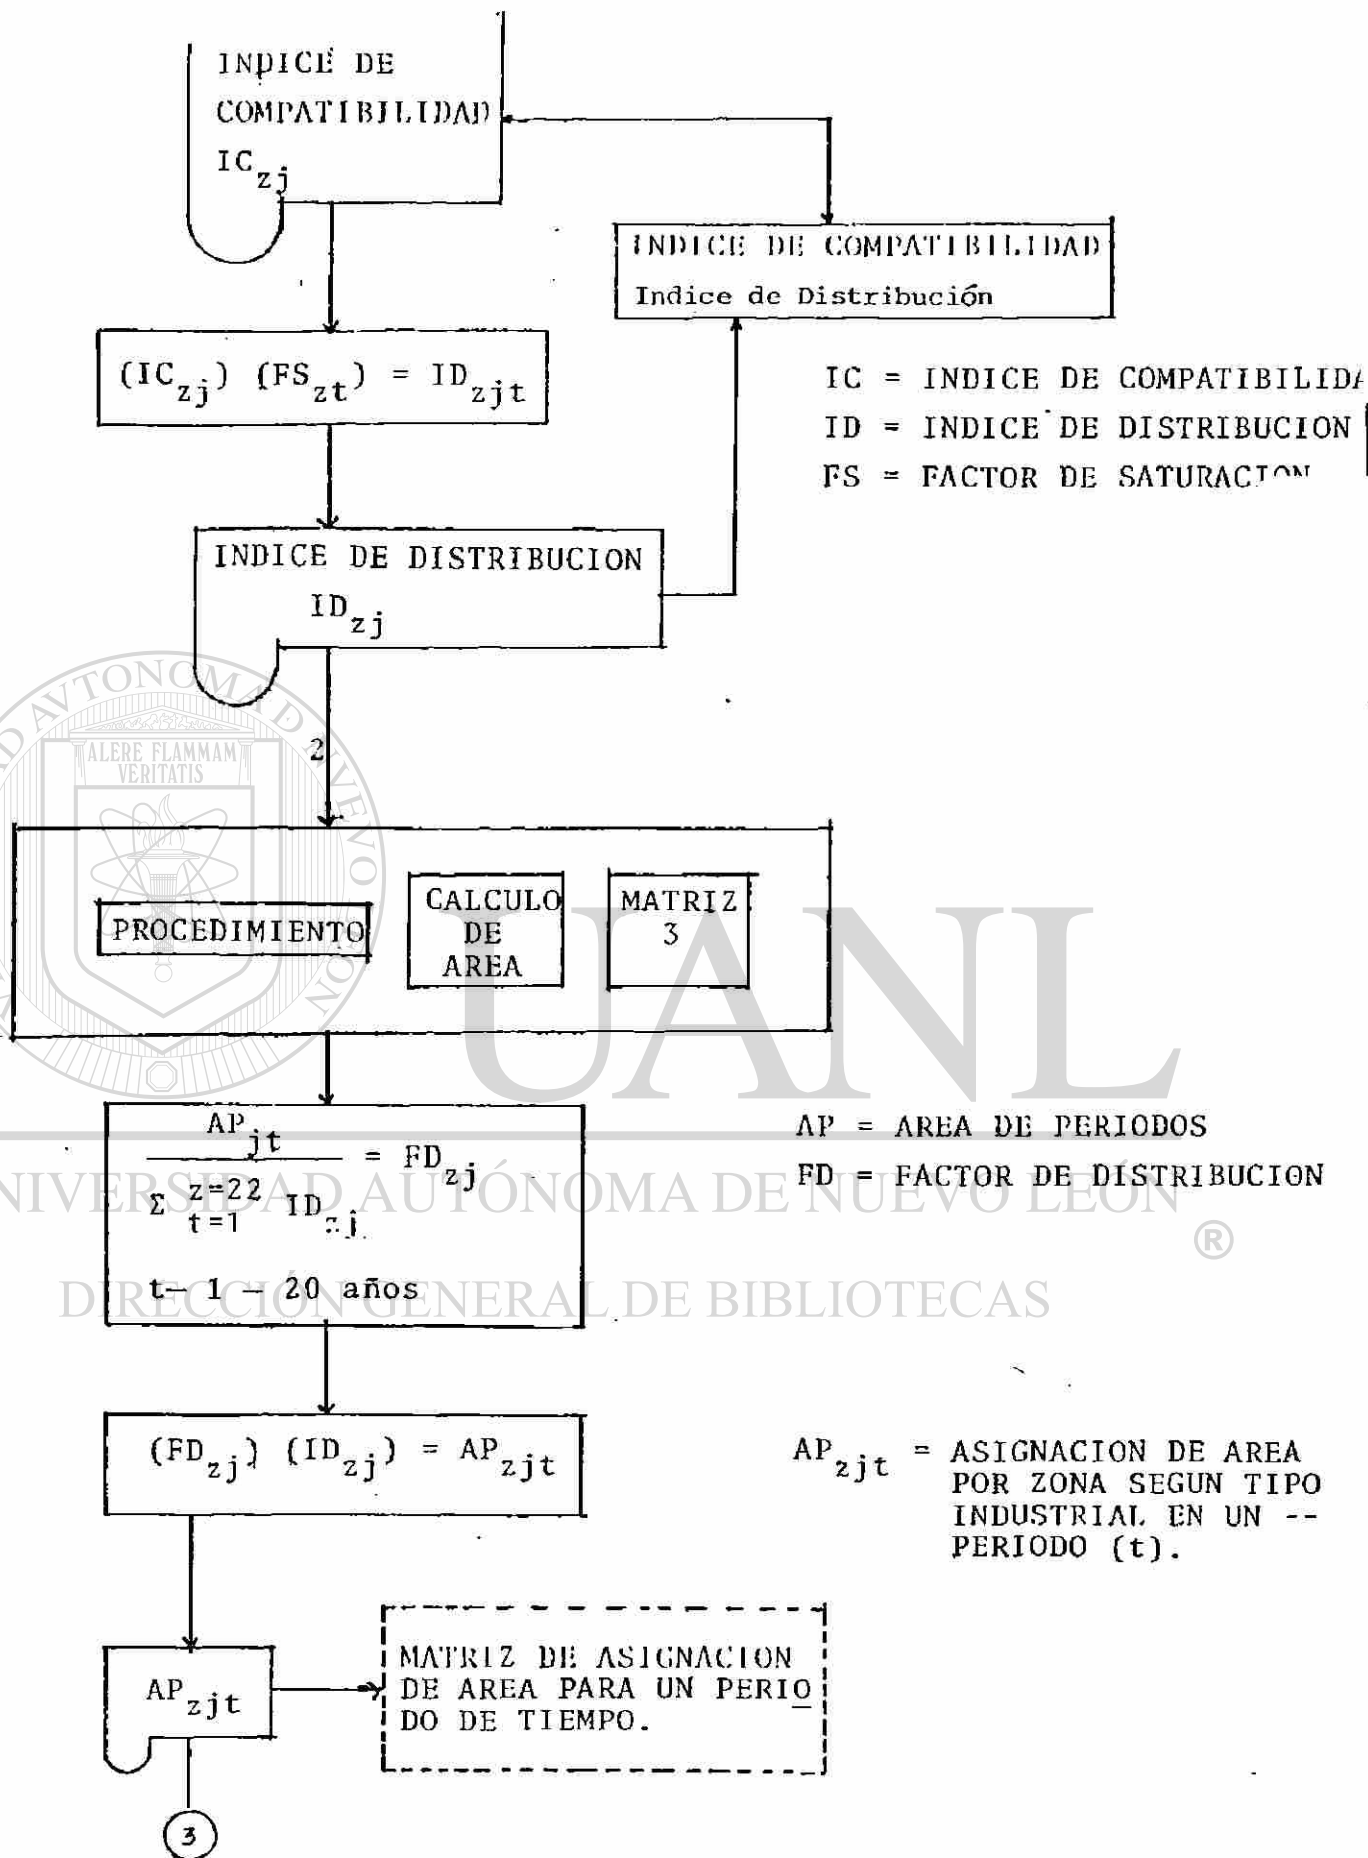 INDICE DE
COMPATIBILIDAD
IC zj
INDICE DE COMPATIBILIDAD
Indice de Distribución
(IC zj) (FS zt) = ID zjt
IC = INDICE DE COMPATIBILIDA
ID = INDICE DE DISTRIBUCION
FS = FACTOR DE SATURACION
INDICE DE DISTRIBUCION
ID zj
2
PROCEDIMIENTO
CALCULO
DE
AREA
MATRIZ
3
AP jt
= FD zj
Σ z=22 t=1 ID zj
t– 1 – 20 años
AP = AREA DE PERIODOS
FD = FACTOR DE DISTRIBUCION
(FD zj) (ID zj) = AP zjt
AP zjt = ASIGNACION DE AREA
POR ZONA SEGUN TIPO
INDUSTRIAL EN UN --
PERIODO (t).
AP zjt
MATRIZ DE ASIGNACION
DE AREA PARA UN PERIO
DO DE TIEMPO.
3
ALERE FLAMMAM
VERITATIS
UANL
UNIVERSIDAD AUTÓNOMA DE NUEVO LEÓN
®
DIRECCIÓN GENERAL DE BIBLIOTECAS